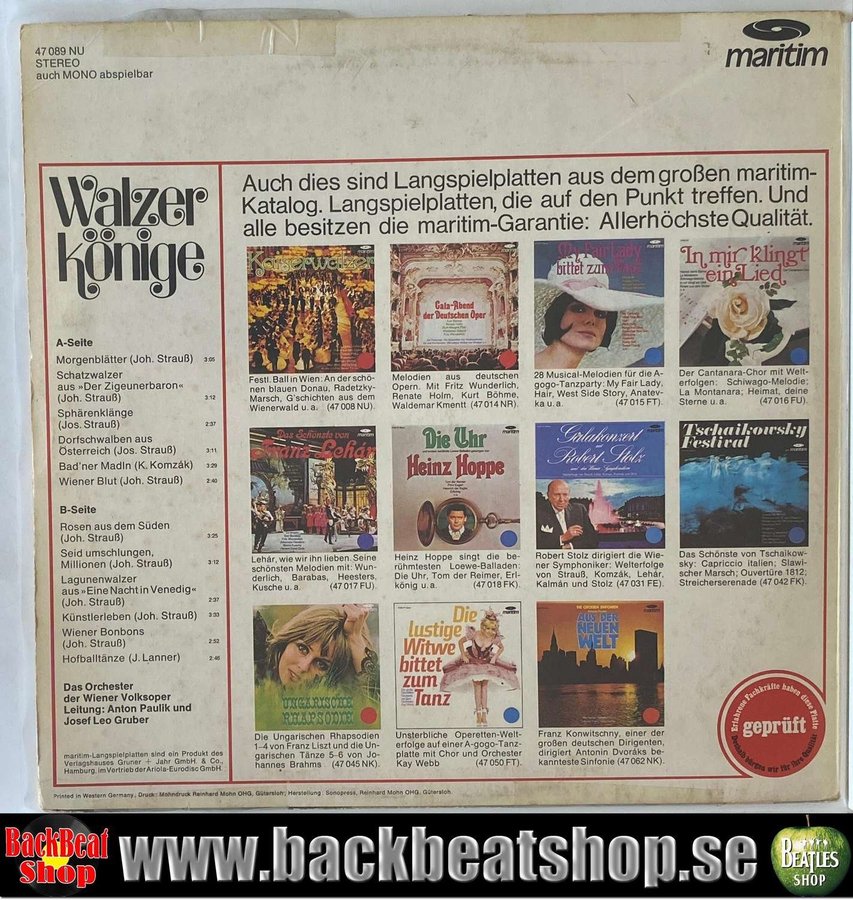 47 089 NU
STEREO
auch MONO abspielbar
maritim
Walzer
könige
A-Seite
Morgenblätter (Joh. Strauß) 3:05
Schatzwalzer
aus »Der Zigeunerbaron«
(Joh. Strauß) 3:12
Sphärenklänge
(Jos. Strauß) 2:37
Dorfschwalben aus
Österreich (Jos. Strauß) 3:11
Bad'ner Madln (K. Komzák) 3:29
Wiener Blut (Joh. Strauß) 2:40
B-Seite
Rosen aus dem Süden
(Joh. Strauß) 3:25
Seid umschlungen,
Millionen (Joh. Strauß) 3:12
Lagunenwalzer
aus »Eine Nacht in Venedig«
(Joh. Strauß) 2:37
Künstlerleben (Joh. Strauß) 3:33
Wiener Bonbons
(Joh. Strauß) 2:52
Hofballtänze (J. Lanner) 2:46
Das Orchester
der Wiener Volksoper
Leitung: Anton Paulik und
Josef Leo Gruber
maritim-Langspielplatten sind ein Produkt des
Verlagshauses Gruner + Jahr GmbH. & Co.,
Hamburg, im Vertrieb der Ariola-Eurodisc GmbH.
Auch dies sind Langspielplatten aus dem großen maritim-
Katalog. Langspielplatten, die auf den Punkt treffen. Und
alle besitzen die maritim-Garantie: Allerhöchste Qualität.
Kaiserwalzer
Festl. Ball in Wien: An der schö-
nen blauen Donau, Radetzky-
Marsch, G'schichten aus dem
Wienerwald u. a. (47 008 NU).
Gala-Abend
der Deutschen Oper
Melodien aus deutschen
Opern. Mit Fritz Wunderlich,
Renate Holm, Kurt Böhme,
Waldemar Kmentt (47 014 NR).
My Fair Lady
bittet zum Tanz
28 Musical-Melodien für die A-
gogo-Tanzparty: My Fair Lady,
Hair, West Side Story, Anatev-
ka u. a. (47 015 FT).
In mir klingt
ein Lied
Der Cantanara-Chor mit Welt-
erfolgen: Schiwago-Melodie;
La Montanara; Heimat, deine
Sterne u. a. (47 016 FU).
Das Schönste von
Franz Lehár
Lehár, wie wir ihn lieben. Seine
schönsten Melodien mit: Wun-
derlich, Barabas, Heesters,
Kusche u. a. (47 017 FU).
Die Uhr
Heinz Hoppe
Heinz Hoppe singt die be-
rühmtesten Loewe-Balladen:
Die Uhr, Tom der Reimer, Erl-
könig u. a. (47 018 FK).
Galakonzert
Robert Stolz
Robert Stolz dirigiert die Wie-
ner Symphoniker: Welterfolge
von Strauß, Komzák, Lehár,
Kalmán und Stolz (47 031 FE).
Tschaikowsky
Festival
Das Schönste von Tschaikow-
sky: Capriccio italien; Slawi-
scher Marsch; Ouvertüre 1812;
Streicherserenade (47 042 FK).
UNGARISCHE
RHAPSODIE
Die Ungarischen Rhapsodien
1-4 von Franz Liszt und die Un-
garischen Tänze 5-6 von Jo-
hannes Brahms (47 045 NK).
Die
lustige
Witwe
bittet
zum
Tanz
Unsterbliche Operetten-Welt-
erfolge auf einer A-gogo-Tanz-
platte mit Chor und Orchester
Kay Webb (47 050 FT).
DIE GROSSEN SINFONIEN
AUS DER
NEUEN
WELT
Franz Konwitschny, einer der
großen deutschen Dirigenten,
dirigiert Antonin Dvoráks be-
kannteste Sinfonie (47 062 NK).
Erfahrene Fachkräfte haben diese Platte
geprüft
Deshalb bürgen wir für ihre Qualität
Printed in Western Germany, Druck: Mohndruck Reinhard Mohn OHG, Gütersloh; Herstellung: Sonopress, Reinhard Mohn OHG, Gütersloh
BackBeat
Shop
www.backbeatshop.se
BEATLES
SHOP